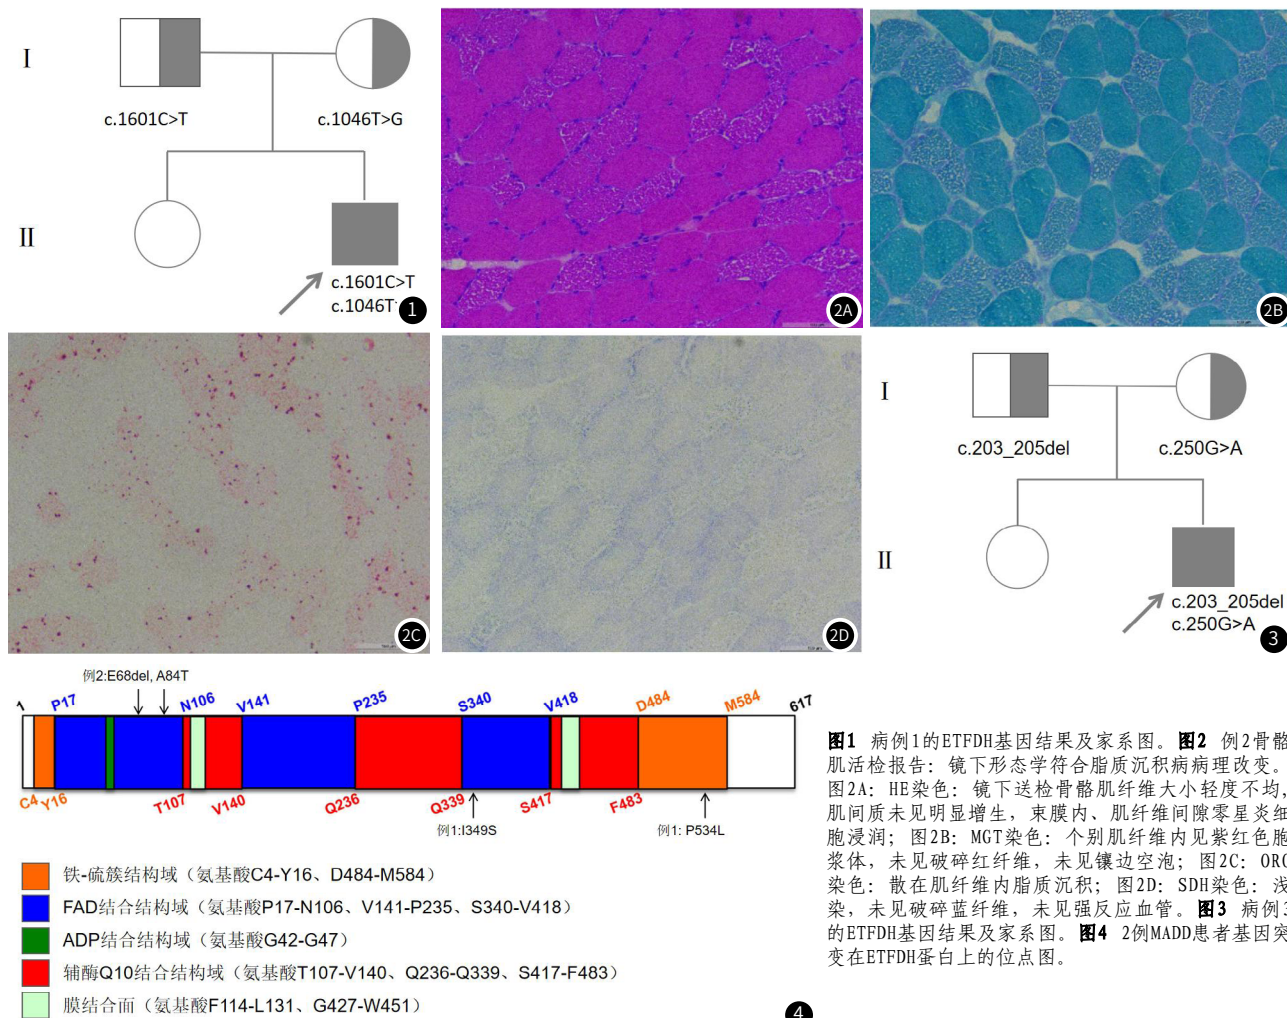 I
c.1601C>T
c.1046T>G
II
c.1601C>T
c.1046T
1
2A
2B
2C
2D
I
c.203_205del
c.250G>A
II
c.203_205del
c.250G>A
3
例2:E68del, A84T
1
P17
N106
V141
P235
S340
V418
D484
M584
617
C4
Y16
T107
V140
Q236
Q339
S417
F483
例1:I349S
例1: P534L
铁-硫簇结构域（氨基酸C4-Y16、D484-M584）
FAD结合结构域（氨基酸P17-N106、V141-P235、S340-V418）
ADP结合结构域（氨基酸G42-G47）
辅酶Q10结合结构域（氨基酸T107-V140、Q236-Q339、S417-F483）
膜结合面（氨基酸F114-L131、G427-W451）
4
图1 病例1的ETFDH基因结果及家系图。图2 例2骨骼
肌活检报告：镜下形态学符合脂质沉积病病理改变。
图2A：HE染色：镜下送检骨骼肌纤维大小轻度不均，
肌间质未见明显增生，束膜内、肌纤维间隙零星炎细
胞浸润；图2B：MGT染色：个别肌纤维内见紫红色胞
浆体，未见破碎红纤维，未见镶边空泡；图2C：ORO
染色：散在肌纤维内脂质沉积；图2D：SDH染色：浅
染，未见破碎蓝纤维，未见强反应血管。图3 病例3
的ETFDH基因结果及家系图。图4 2例MADD患者基因突
变在ETFDH蛋白上的位点图。